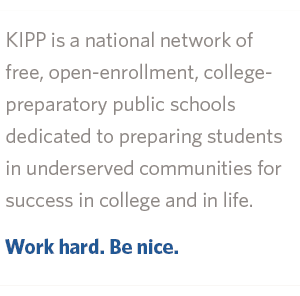 KIPP is a national network of
free, open-enrollment, college-
preparatory public schools
dedicated to preparing students
in underserved communities for
success in college and in life.
Work hard. Be nice.